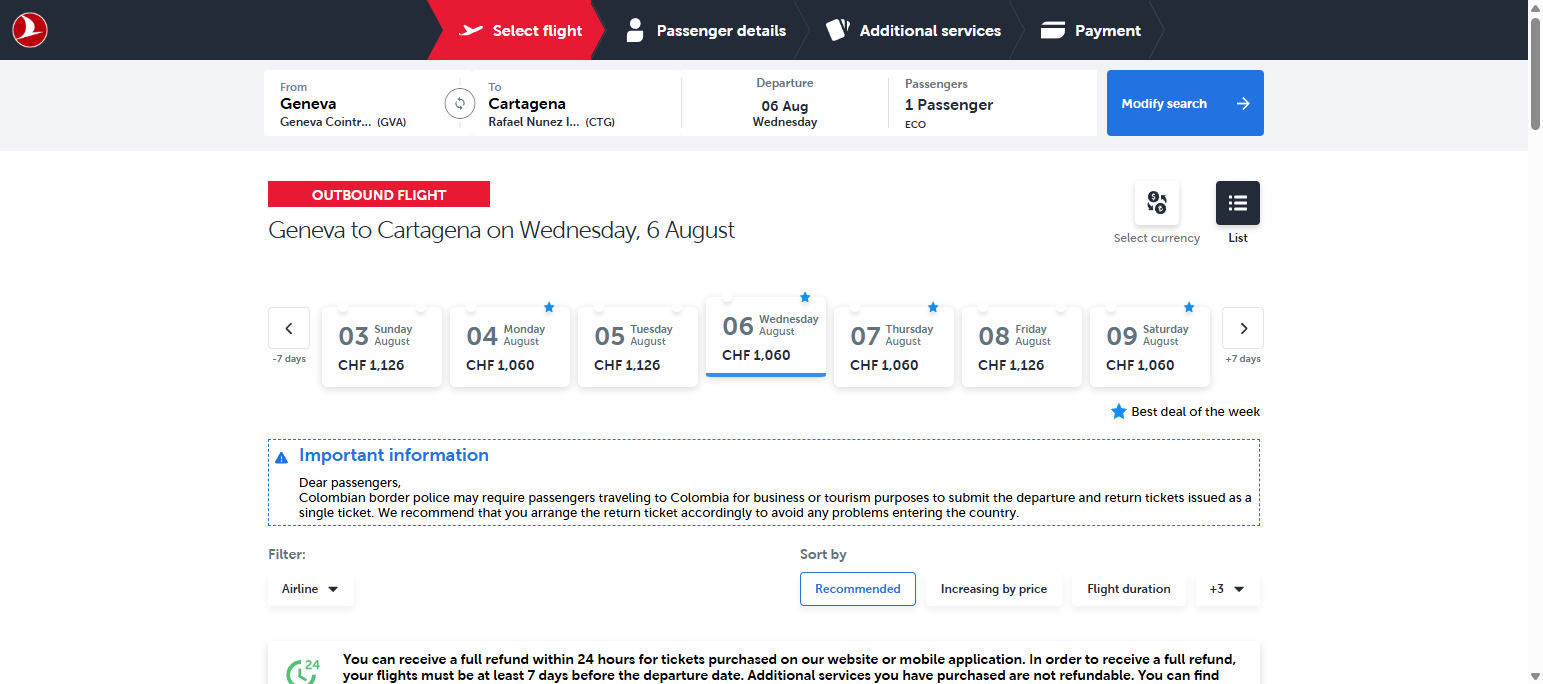 Select flight
Passenger details
Additional services
Payment
From
Geneva
Geneva Cointr... (GVA)
To
Cartagena
Rafael Nunez I... (CTG)
Departure
06 Aug
Wednesday
Passengers
1 Passenger
ECO
Modify search
OUTBOUND FLIGHT
Geneva to Cartagena on Wednesday, 6 August
Select currency
List
-7 days
03 Sunday
August
CHF 1,126
04 Monday
August
CHF 1,060
05 Tuesday
August
CHF 1,126
06 Wednesday
August
CHF 1,060
07 Thursday
August
CHF 1,060
08 Friday
August
CHF 1,126
09 Saturday
August
CHF 1,060
+7 days
Best deal of the week
Important information
Dear passengers,
Colombian border police may require passengers traveling to Colombia for business or tourism purposes to submit the departure and return tickets issued as a
single ticket. We recommend that you arrange the return ticket accordingly to avoid any problems entering the country.
Filter:
Airline
Sort by
Recommended
Increasing by price
Flight duration
+3
24
You can receive a full refund within 24 hours for tickets purchased on our website or mobile application. In order to receive a full refund,
your flights must be at least 7 days before the departure date. Additional services you have purchased are not refundable. You can find